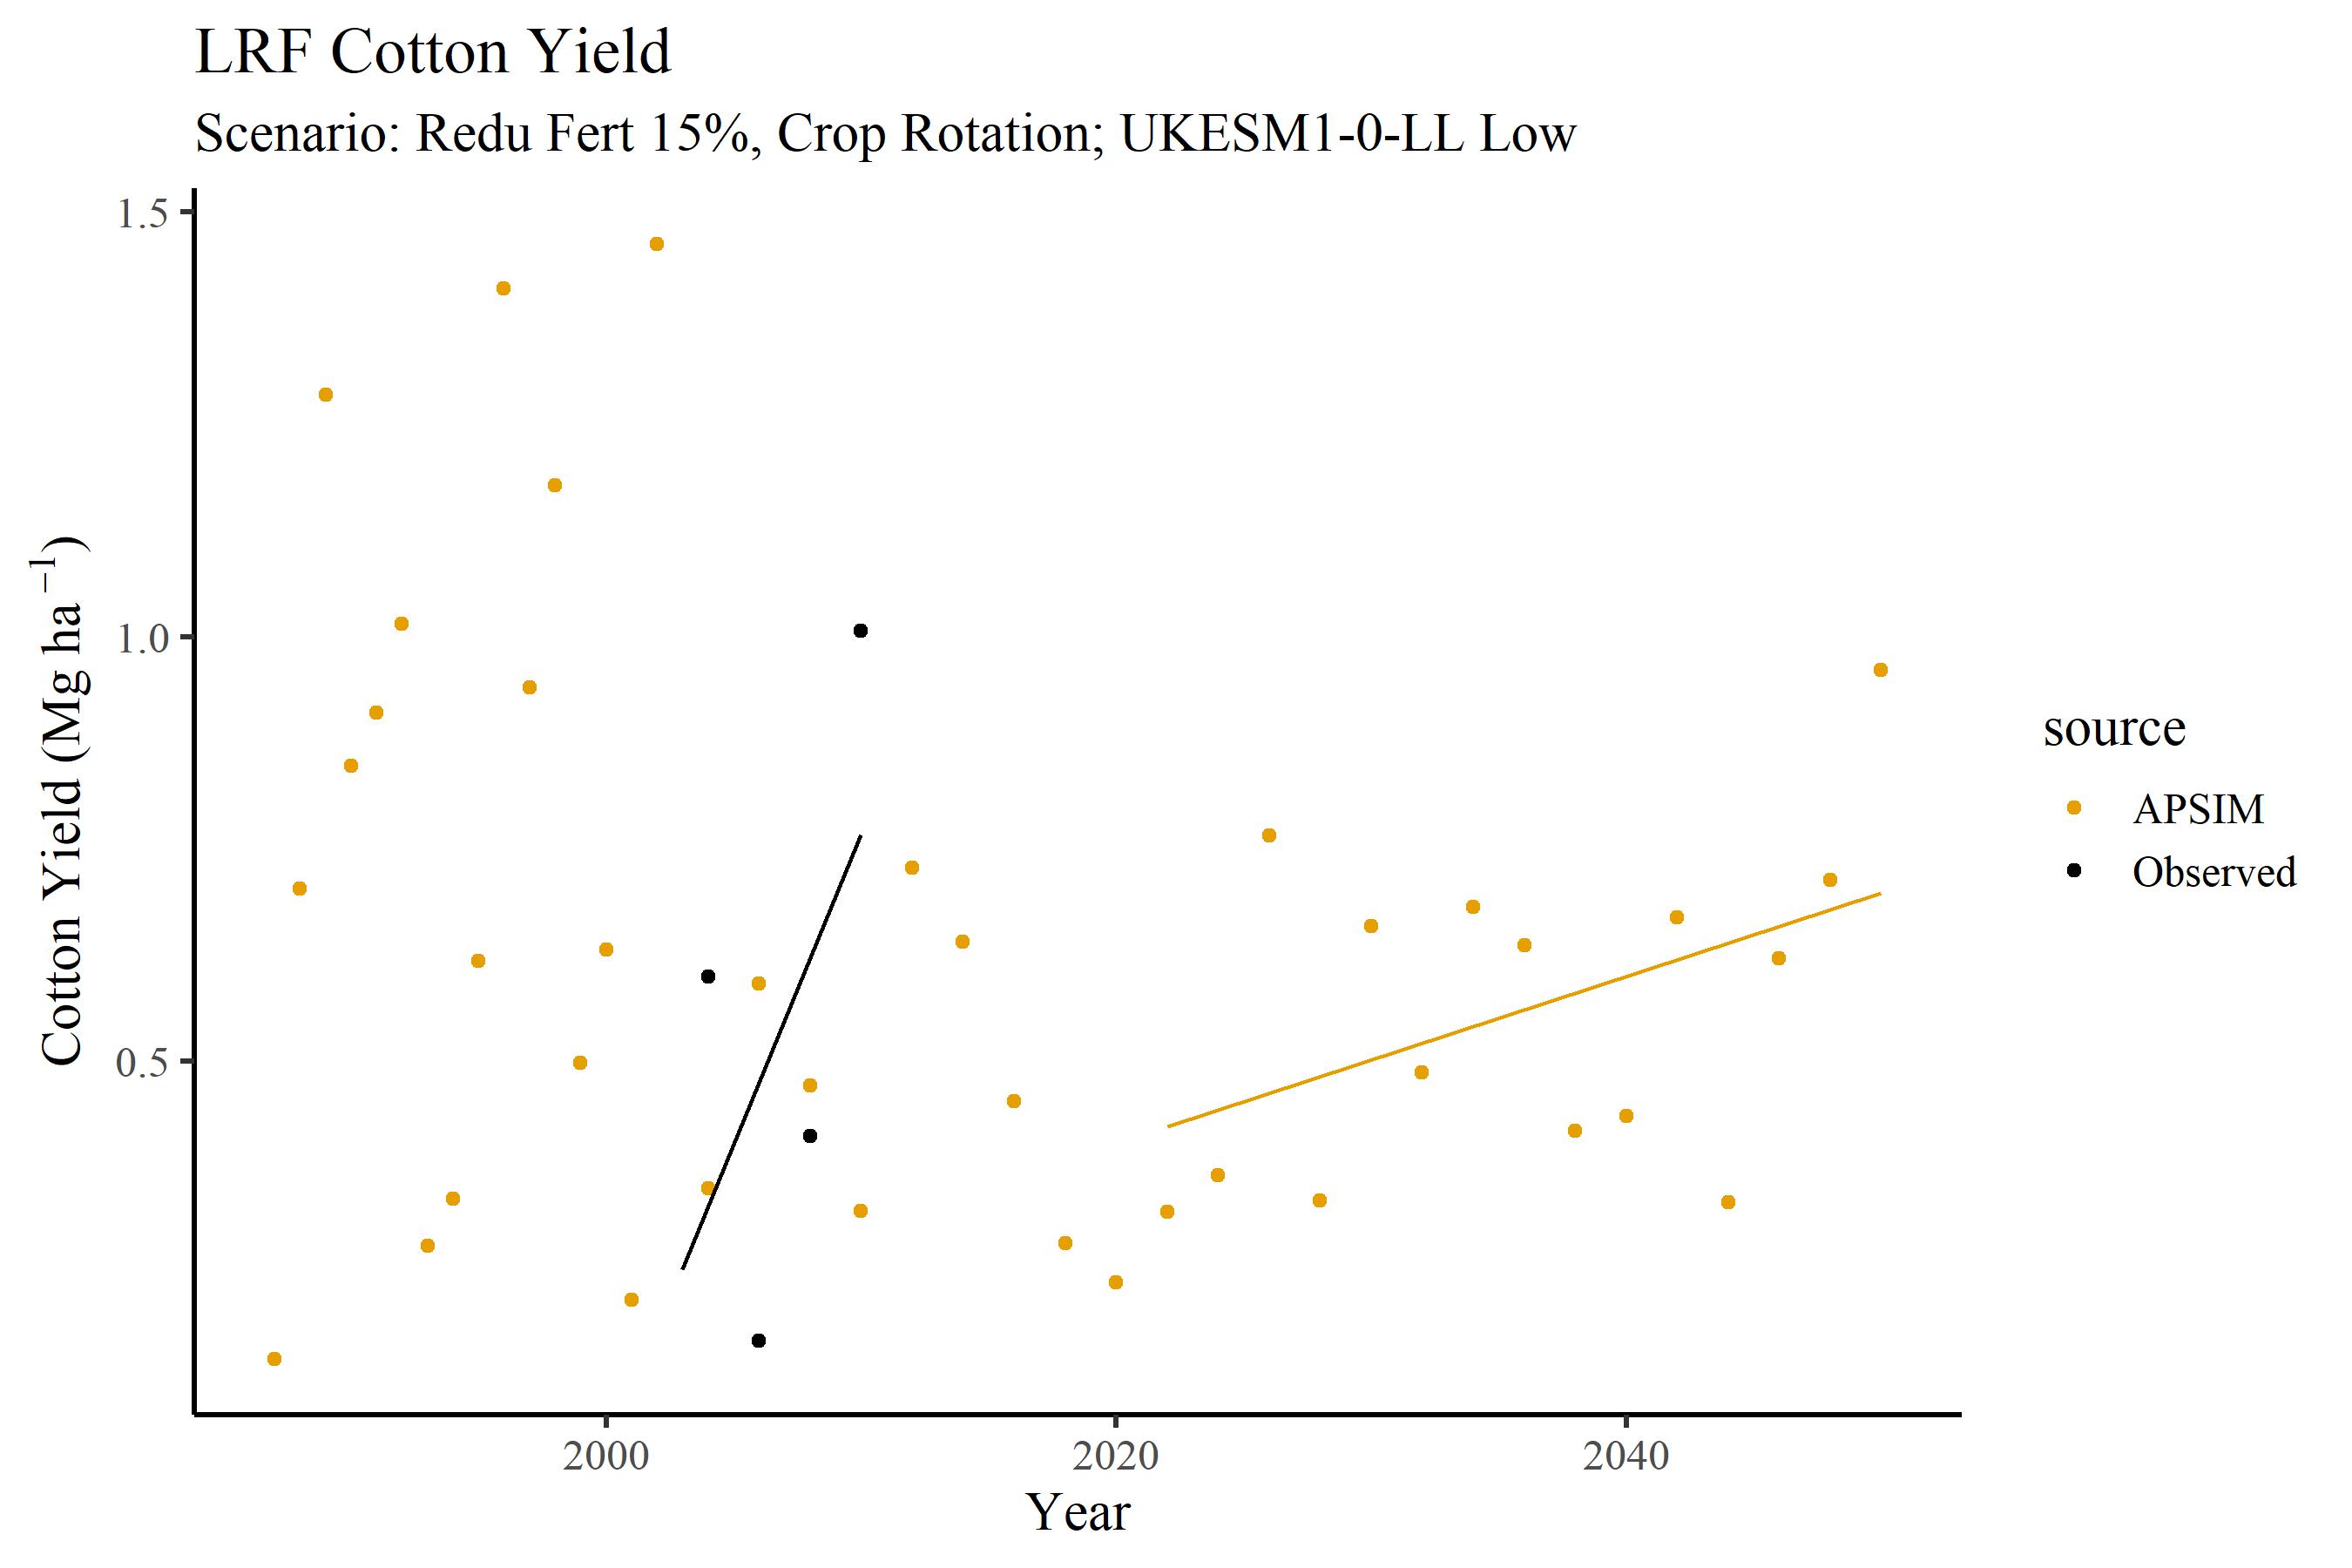 LRF Cotton Yield
Scenario: Redu Fert 15%, Crop Rotation; UKESM1-0-LL Low
Cotton Yield (Mg ha ⁻¹)
1.5
1.0
0.5
2000 2020 2040
Year
source
APSIM
Observed